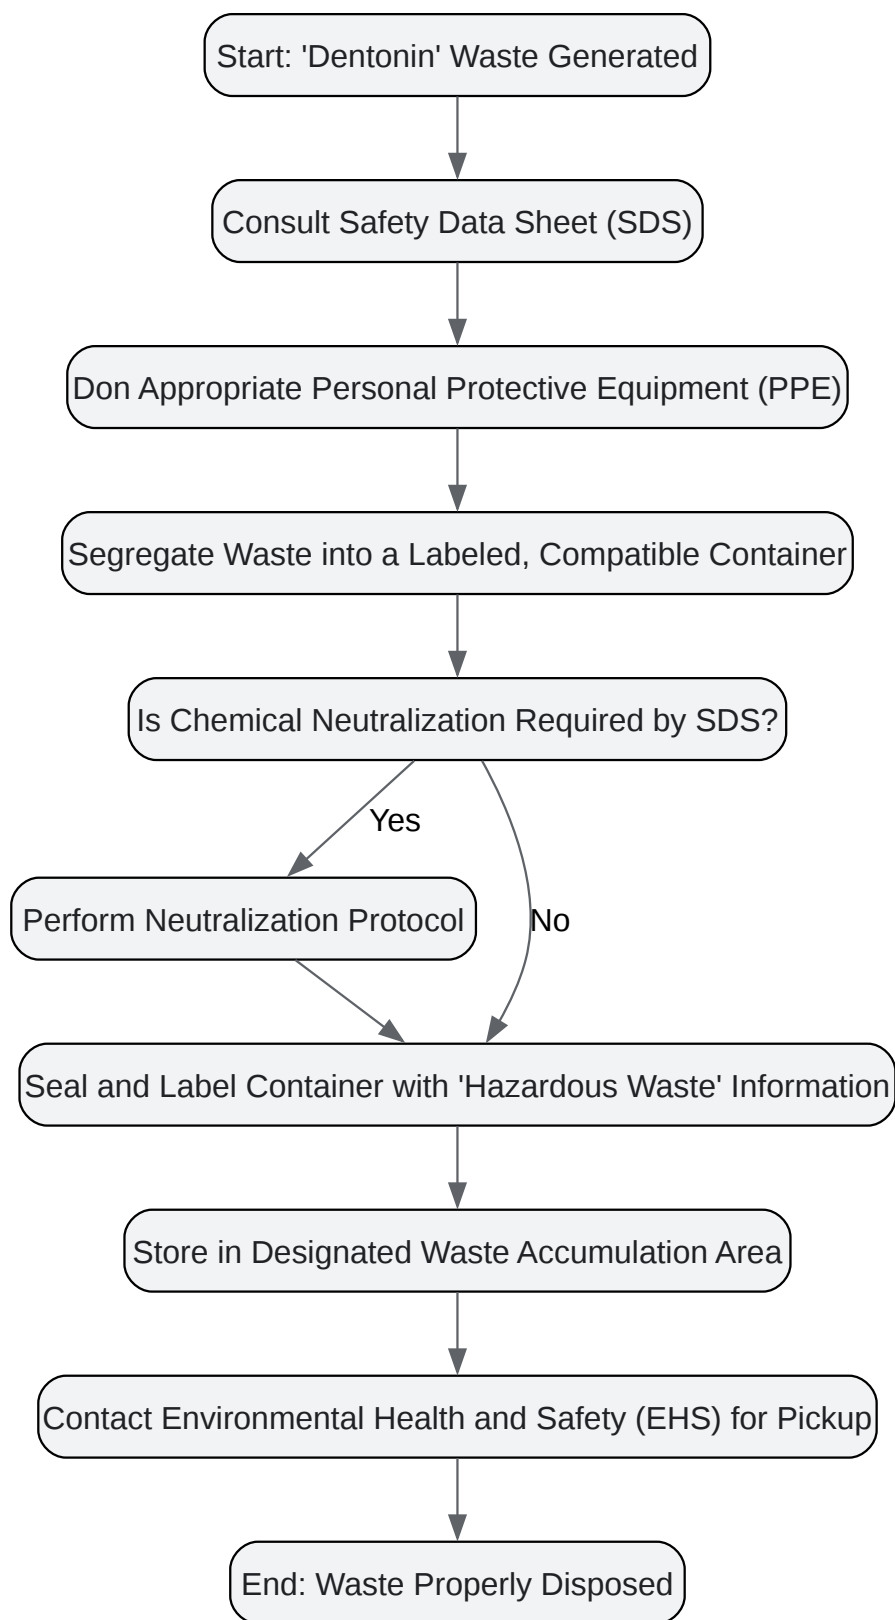 Start: 'Dentonin' Waste Generated
Consult Safety Data Sheet (SDS)
Don Appropriate Personal Protective Equipment (PPE)
Segregate Waste into a Labeled, Compatible Container
Is Chemical Neutralization Required by SDS?
Yes
Perform Neutralization Protocol
No
Seal and Label Container with 'Hazardous Waste' Information
Store in Designated Waste Accumulation Area
Contact Environmental Health and Safety (EHS) for Pickup
End: Waste Properly Disposed